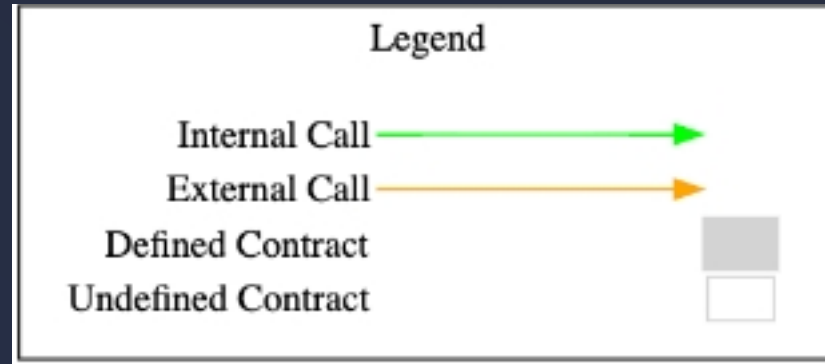 Legend
Internal Call
External Call
Defined Contract
Undefined Contract